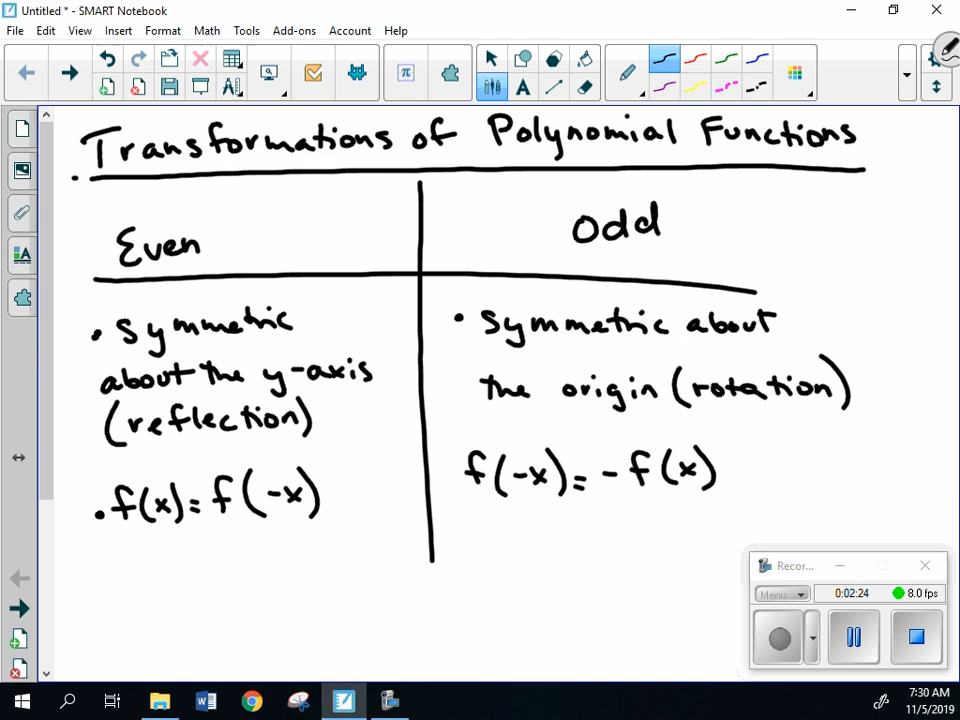 Untitled * - SMART Notebook
File Edit View Insert Format Math Tools Add-ons Account Help
Transformations of Polynomial Functions
Even
Odd
• Symmetric
about the y-axis
(reflection)
• f(x) = f(-x)
• Symmetric about
the origin (rotation)
f(-x) = - f(x)
Recor...
Menu
0:02:24
8.0 fps
7:30 AM
11/5/2019